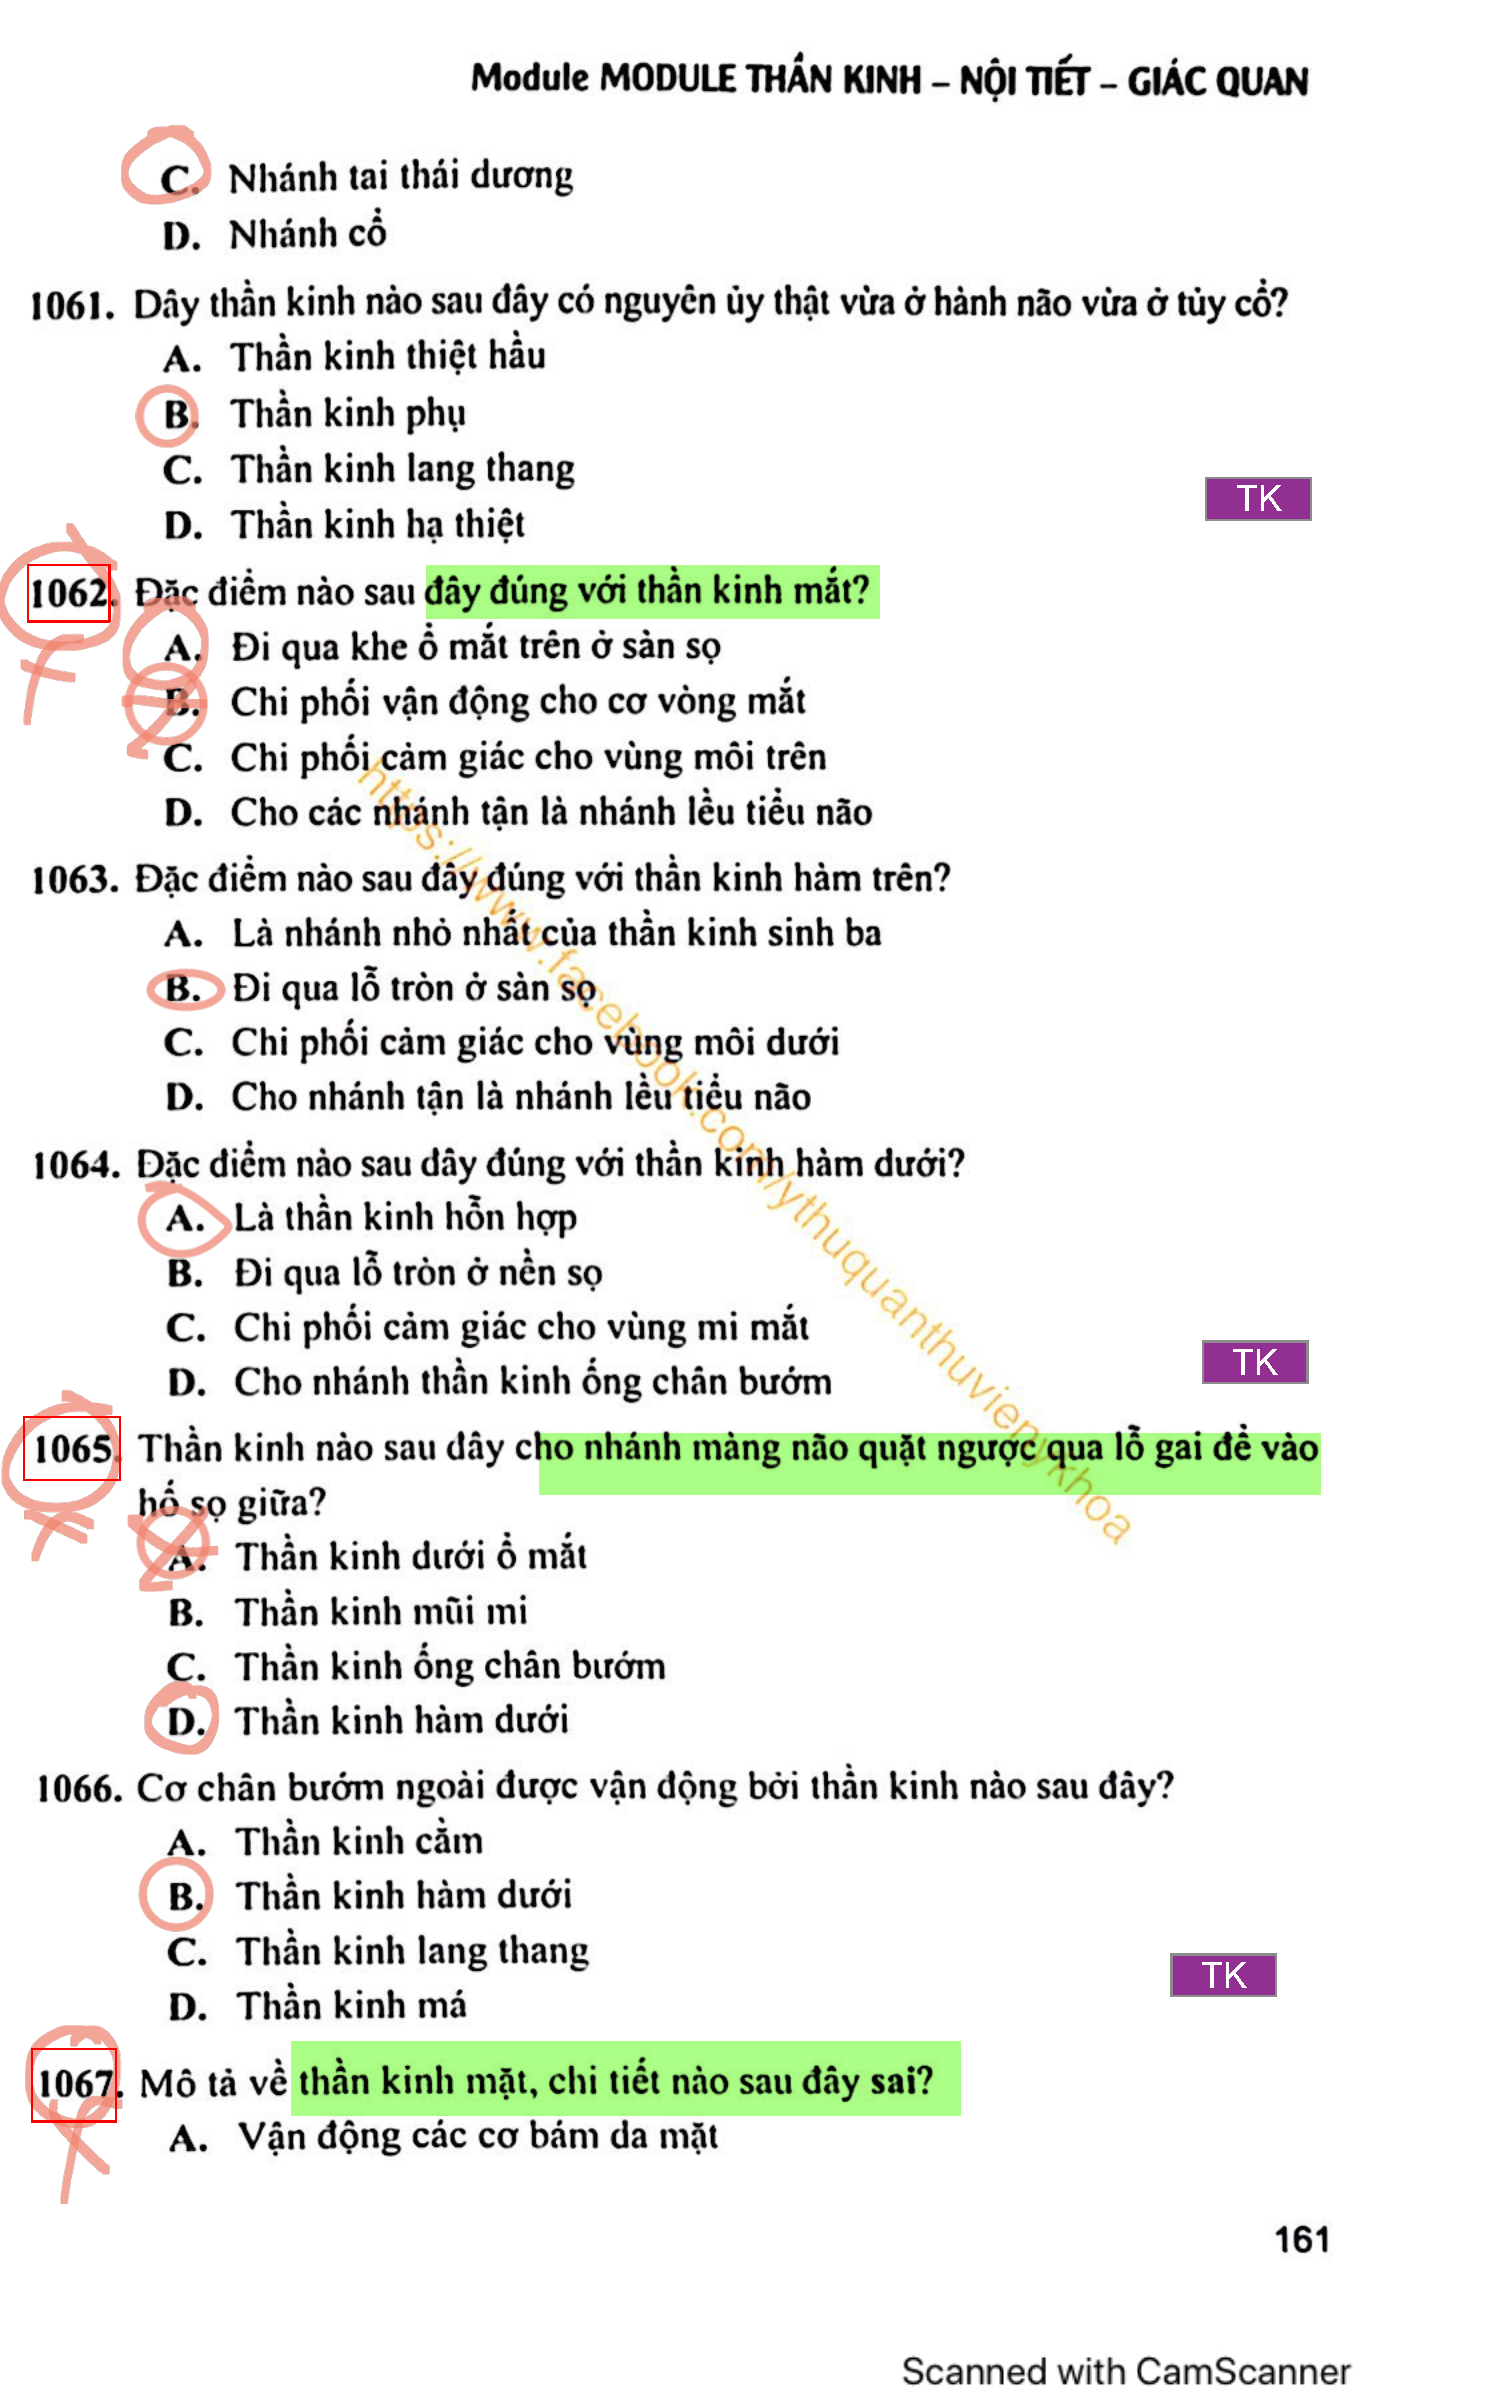 Module MODULE THẦN KINH – NỘI TIẾT – GIÁC QUAN
C. Nhánh tai thái dương
D. Nhánh cổ
1061. Dây thần kinh nào sau đây có nguyên ủy thật vừa ở hành não vừa ở tủy cổ?
A. Thần kinh thiệt hầu
B. Thần kinh phụ
C. Thần kinh lang thang
D. Thần kinh hạ thiệt
TK
1062. Đặc điểm nào sau đây đúng với thần kinh mắt?
A. Đi qua khe ổ mắt trên ở sàn sọ
B. Chi phối vận động cho cơ vòng mắt
C. Chi phối cảm giác cho vùng môi trên
D. Cho các nhánh tận là nhánh lều tiểu não
1063. Đặc điểm nào sau đây đúng với thần kinh hàm trên?
A. Là nhánh nhỏ nhất của thần kinh sinh ba
B. Đi qua lỗ tròn ở sàn sọ
C. Chi phối cảm giác cho vùng môi dưới
D. Cho nhánh tận là nhánh lều tiểu não
https://www.facebook.com/ythuquanthuvienykhoa
1064. Đặc điểm nào sau đây đúng với thần kinh hàm dưới?
A. Là thần kinh hỗn hợp
B. Đi qua lỗ tròn ở nền sọ
C. Chi phối cảm giác cho vùng mi mắt
D. Cho nhánh thần kinh ống chân bướm
TK
1065. Thần kinh nào sau đây cho nhánh màng não quặt ngược qua lỗ gai để vào
hố sọ giữa?
A. Thần kinh dưới ổ mắt
B. Thần kinh mũi mi
C. Thần kinh ống chân bướm
D. Thần kinh hàm dưới
1066. Cơ chân bướm ngoài được vận động bởi thần kinh nào sau đây?
A. Thần kinh cằm
B. Thần kinh hàm dưới
C. Thần kinh lang thang
D. Thần kinh má
TK
1067. Mô tả về thần kinh mặt, chi tiết nào sau đây sai?
A. Vận động các cơ bám da mặt
161
Scanned with CamScanner